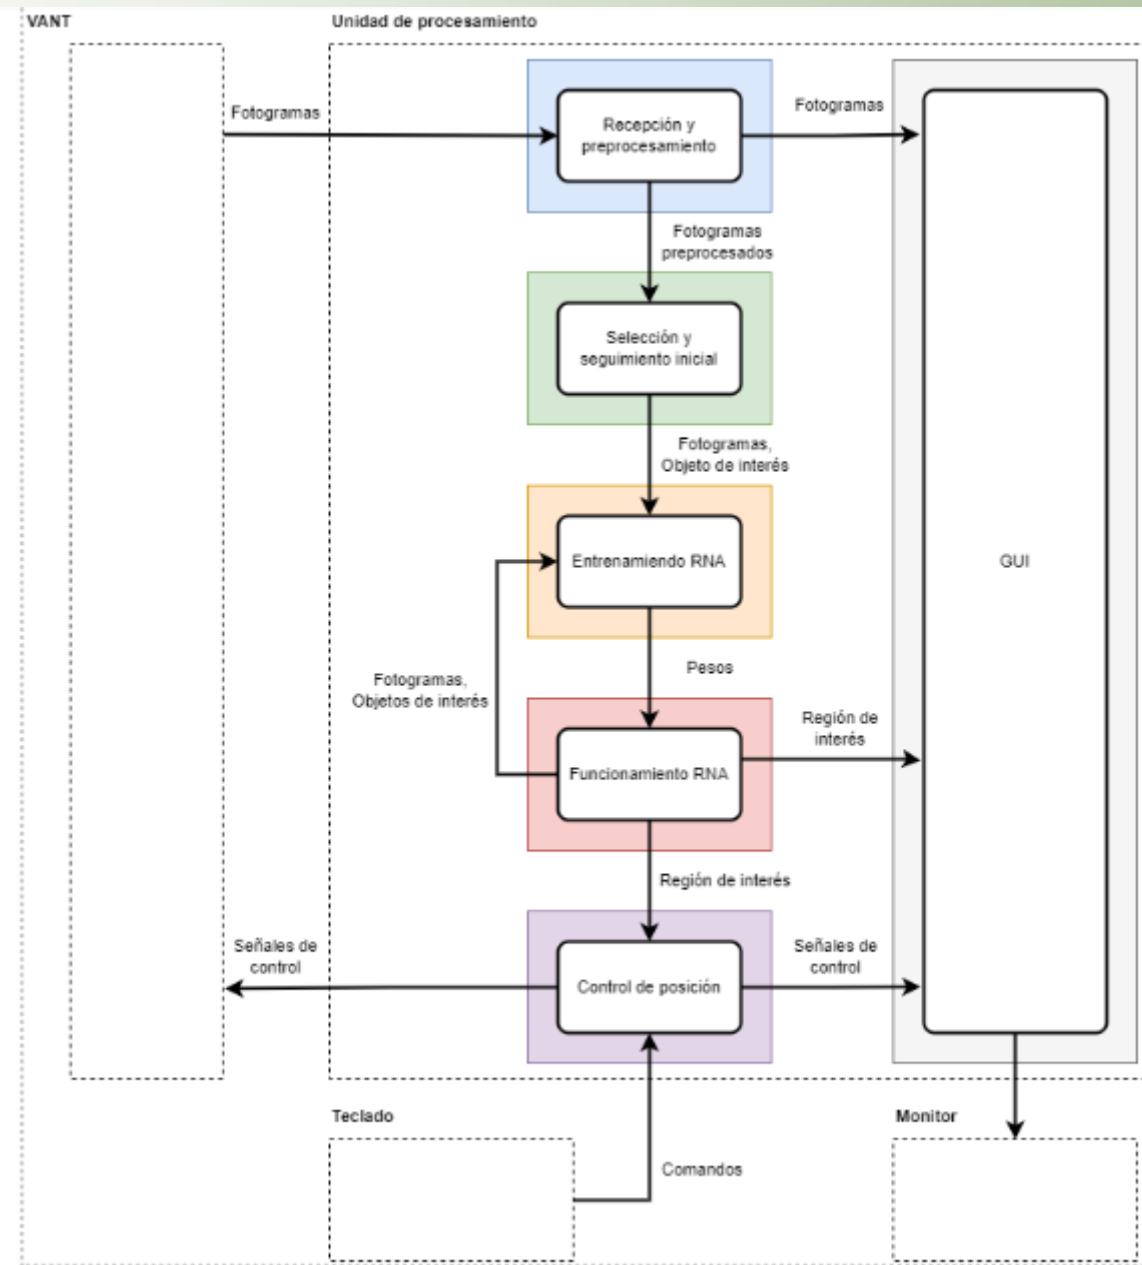 VANT
Unidad de procesamiento
Fotogramas
Recepción y
preprocesamiento
Fotogramas
Fotogramas
preprocesados
Selección y
seguimiento inicial
Fotogramas,
Objeto de interés
Entrenamiendo RNA
GUI
Pesos
Fotogramas,
Objetos de interés
Región de
interés
Funcionamiento RNA
Región de interés
Señales de
control
Control de posición
Señales de
control
Teclado
Monitor
Comandos